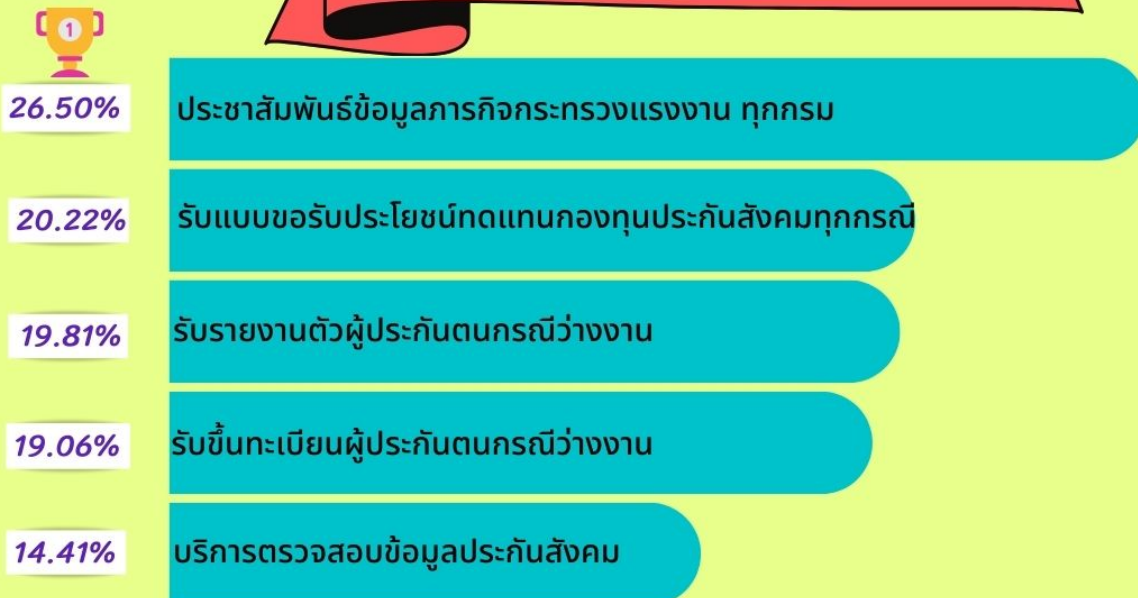 1
26.50% ประชาสัมพันธ์ข้อมูลภารกิจกระทรวงแรงงาน ทุกกรม
20.22% รับแบบขอรับประโยชน์ทดแทนกองทุนประกันสังคมทุกกรณี
19.81% รับรายงานตัวผู้ประกันตนกรณีว่างงาน
19.06% รับขึ้นทะเบียนผู้ประกันตนกรณีว่างงาน
14.41% บริการตรวจสอบข้อมูลประกันสังคม